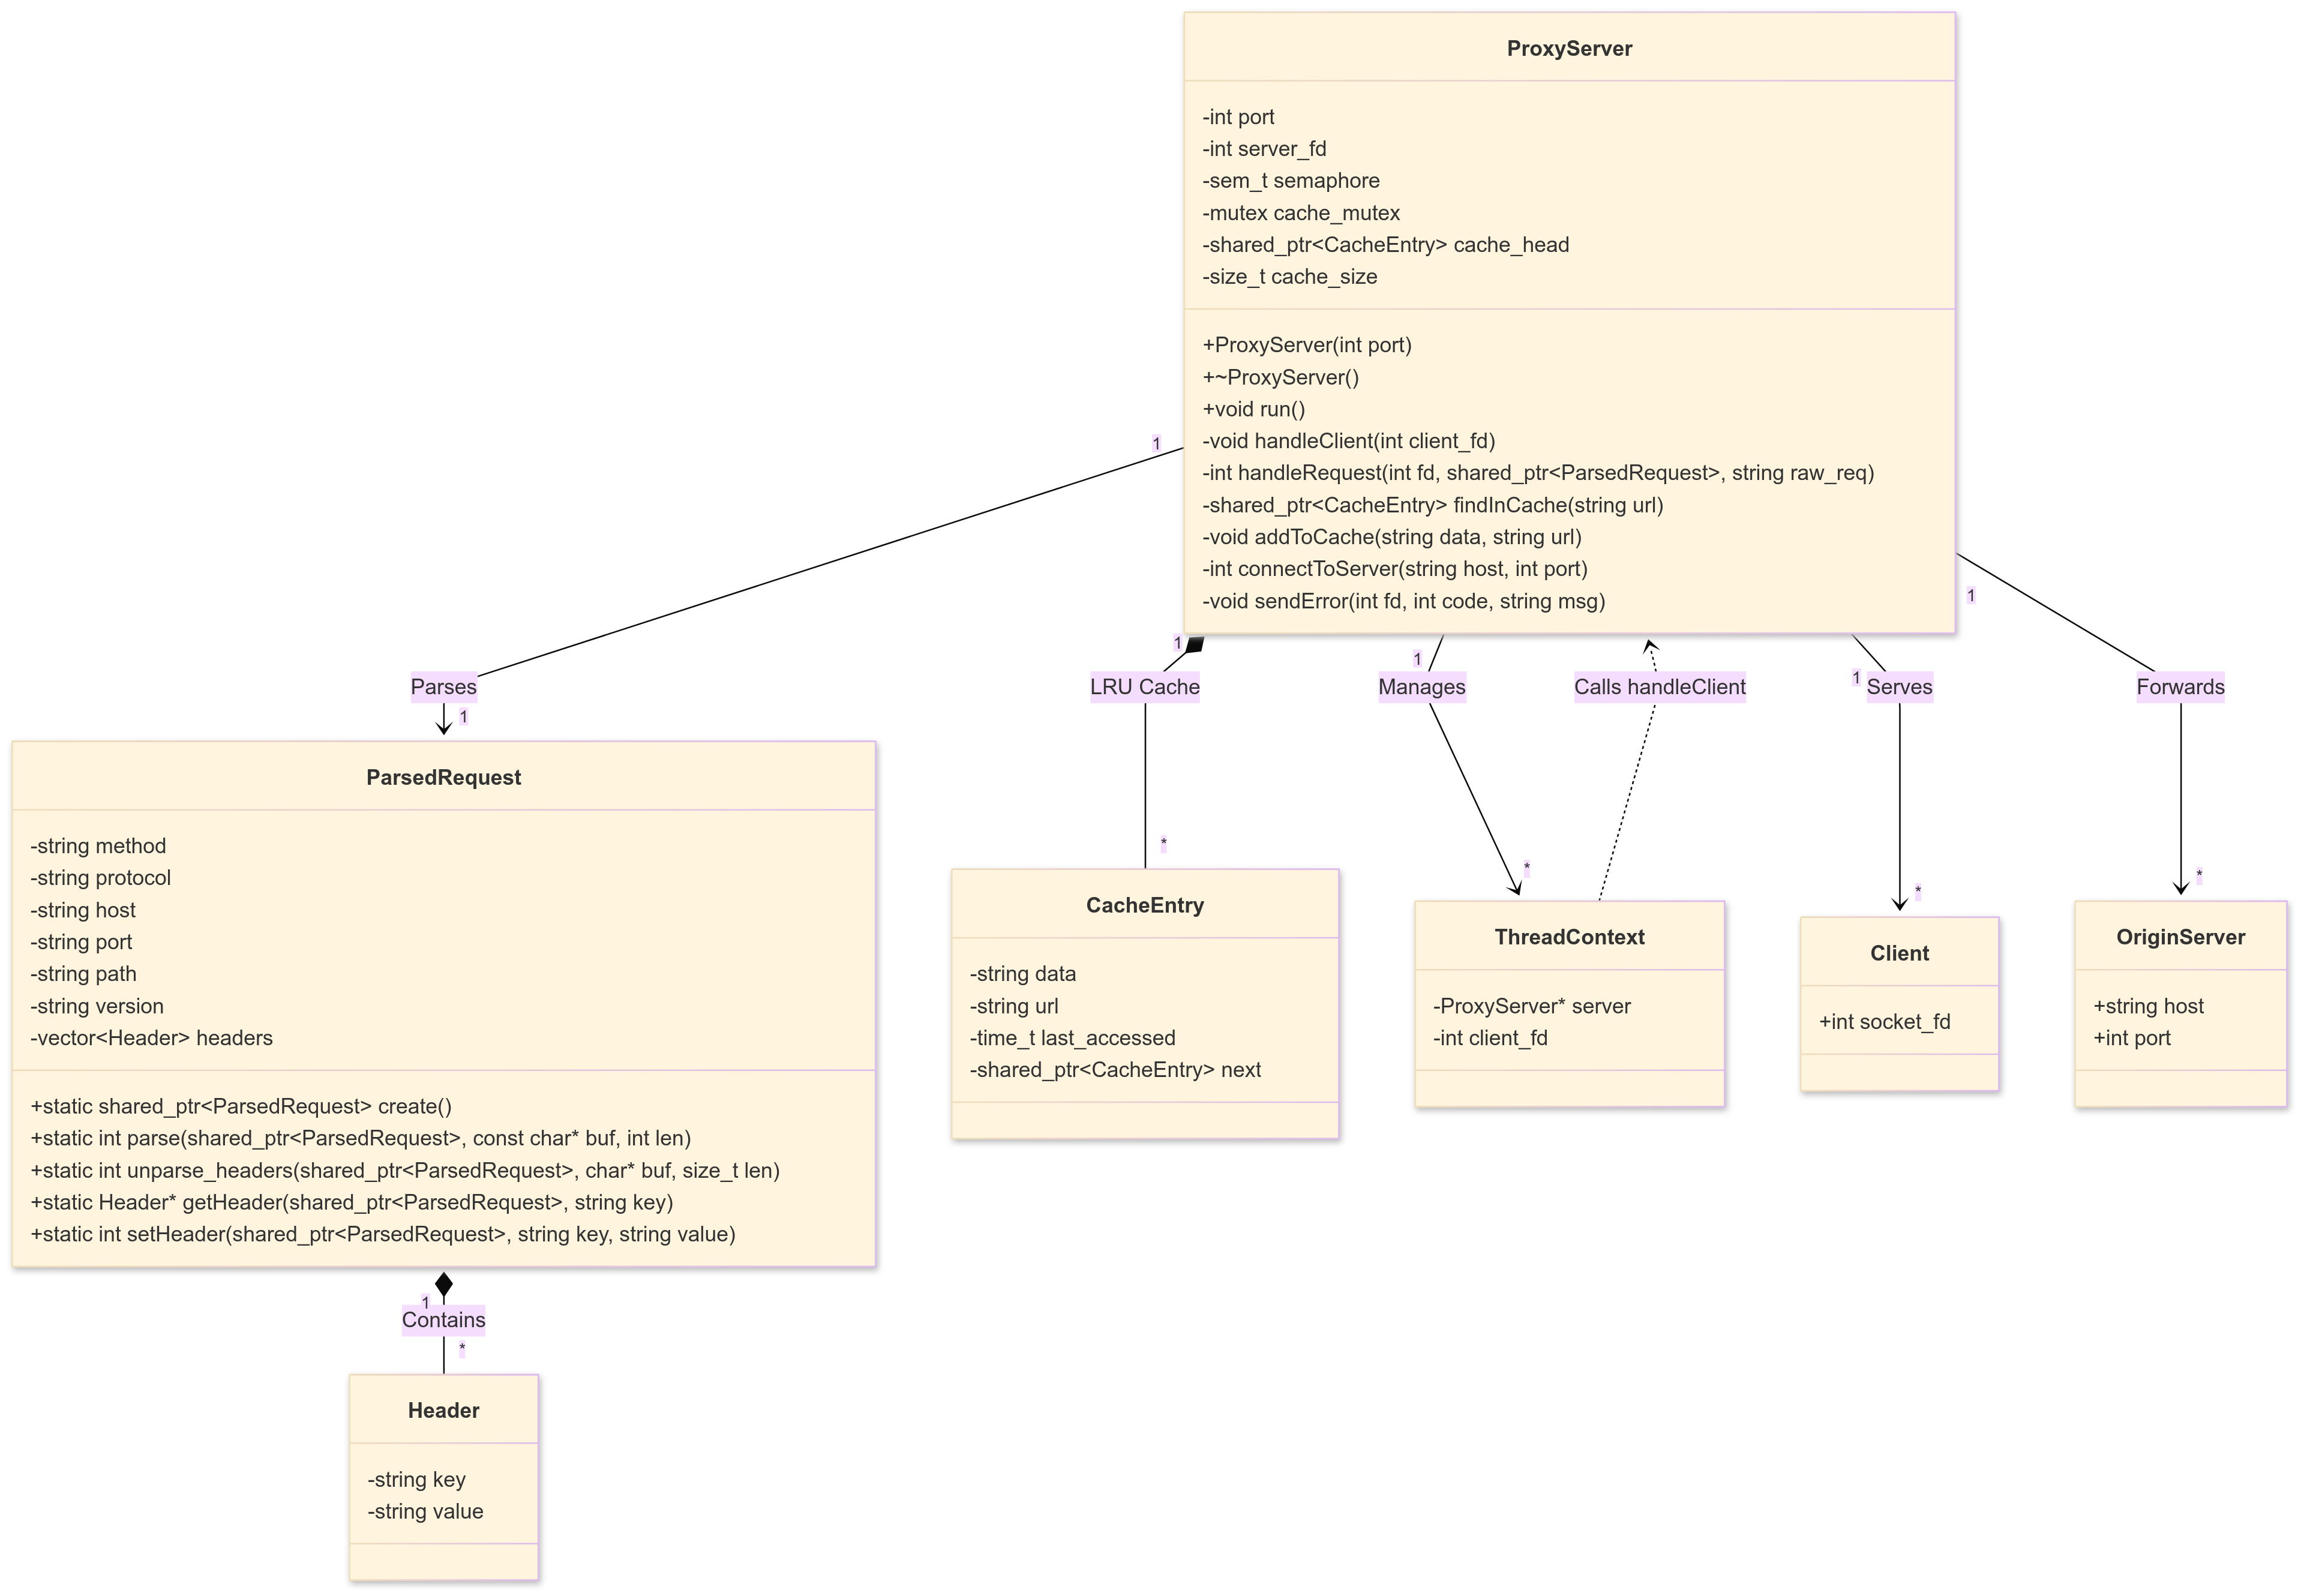 ProxyServer
-int port
-int server_fd
-sem_t semaphore
-mutex cache_mutex
-shared_ptr<CacheEntry> cache_head
-size_t cache_size
+ProxyServer(int port)
+~ProxyServer()
+void run()
-void handleClient(int client_fd)
-int handleRequest(int fd, shared_ptr<ParsedRequest>, string raw_req)
-shared_ptr<CacheEntry> findInCache(string url)
-void addToCache(string data, string url)
-int connectToServer(string host, int port)
-void sendError(int fd, int code, string msg)
1
1
1
1
1
Parses
LRU Cache
Manages
Calls handleClient
Serves
Forwards
1
*
*
*
*
ParsedRequest
-string method
-string protocol
-string host
-string port
-string path
-string version
-vector<Header> headers
+static shared_ptr<ParsedRequest> create()
+static int parse(shared_ptr<ParsedRequest>, const char* buf, int len)
+static int unparse_headers(shared_ptr<ParsedRequest>, char* buf, size_t len)
+static Header* getHeader(shared_ptr<ParsedRequest>, string key)
+static int setHeader(shared_ptr<ParsedRequest>, string key, string value)
CacheEntry
-string data
-string url
-time_t last_accessed
-shared_ptr<CacheEntry> next
ThreadContext
-ProxyServer* server
-int client_fd
Client
+int socket_fd
OriginServer
+string host
+int port
1
Contains
*
Header
-string key
-string value